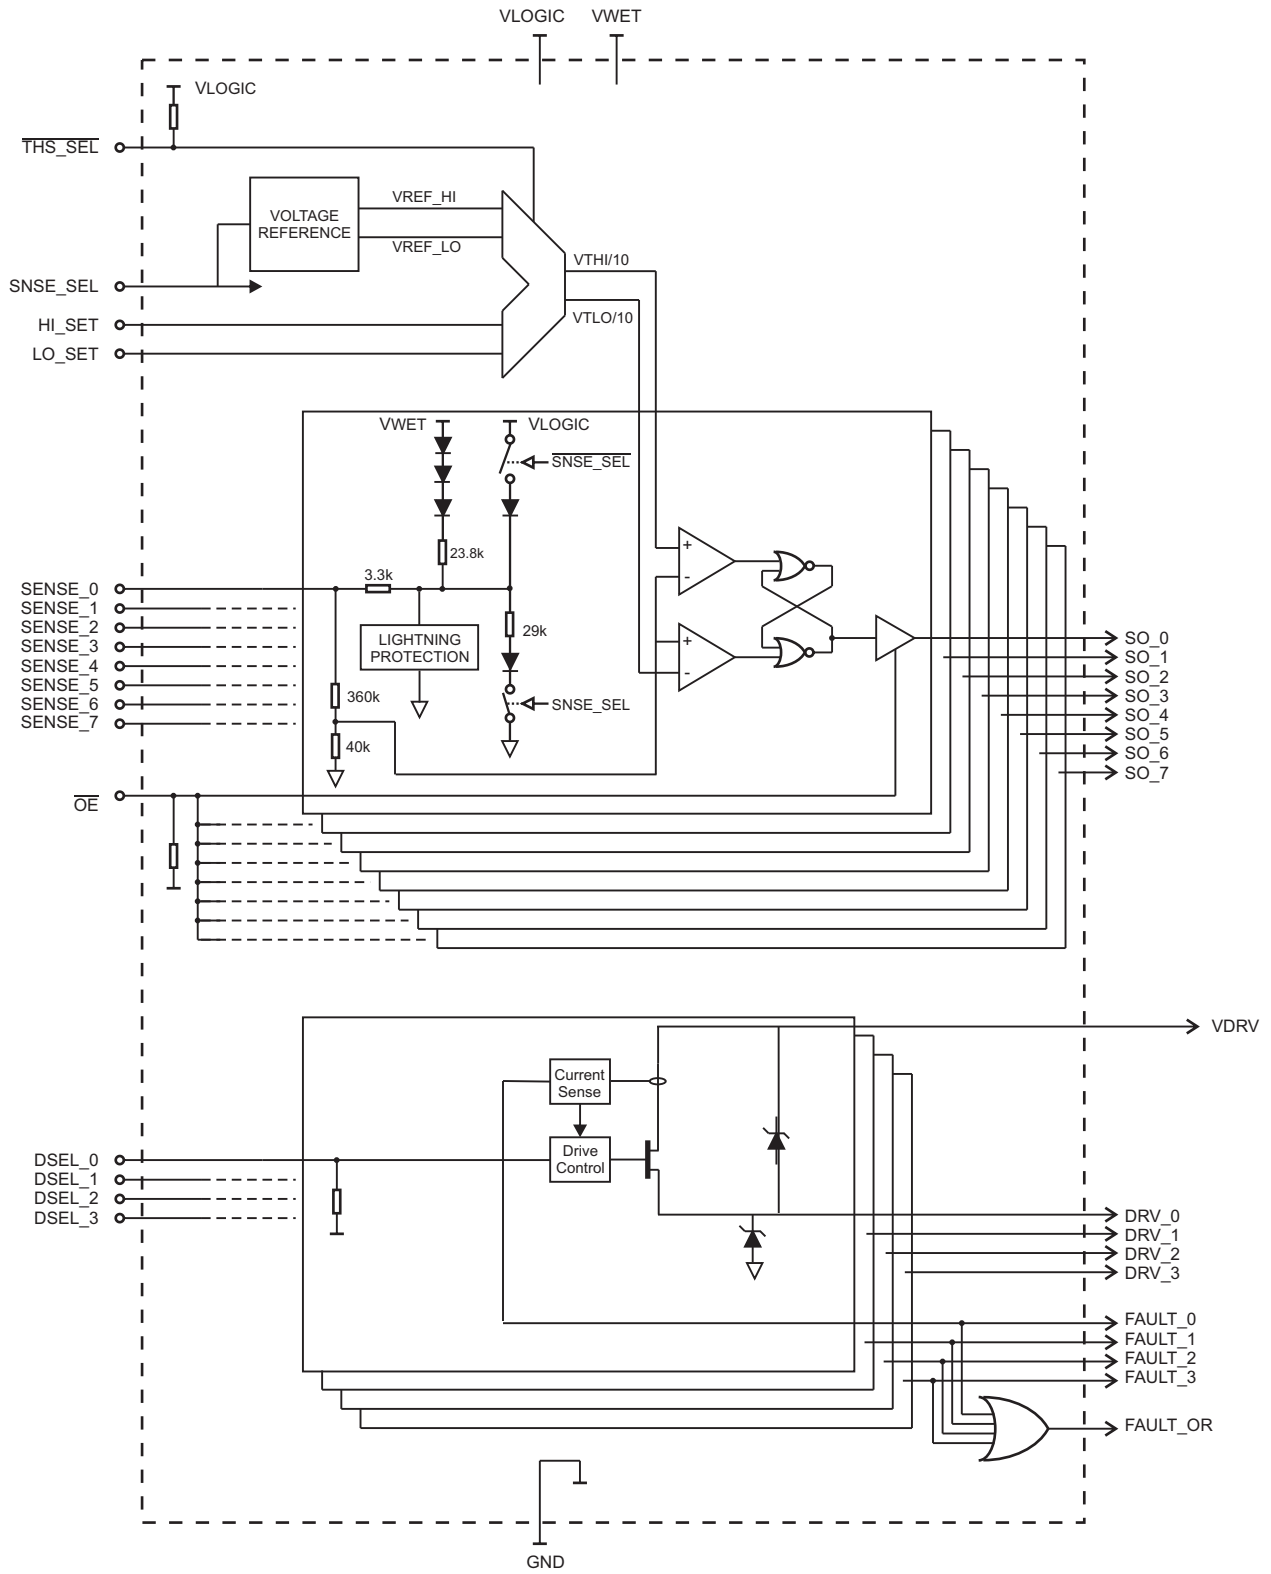 VLOGIC
VWET
VLOGIC
THS_SEL
VOLTAGE
REFERENCE
VREF_HI
VREF_LO
VTHI/10
VTLO/10
SNSE_SEL
HI_SET
LO_SET
VWET
VLOGIC
SNSE_SEL
23.8k
3.3k
LIGHTNING
PROTECTION
29k
SNSE_SEL
360k
40k
+
-
+
-
SENSE_0
SENSE_1
SENSE_2
SENSE_3
SENSE_4
SENSE_5
SENSE_6
SENSE_7
OE
SO_0
SO_1
SO_2
SO_3
SO_4
SO_5
SO_6
SO_7
VDRV
Current
Sense
Drive
Control
DSEL_0
DSEL_1
DSEL_2
DSEL_3
DRV_0
DRV_1
DRV_2
DRV_3
FAULT_0
FAULT_1
FAULT_2
FAULT_3
FAULT_OR
GND